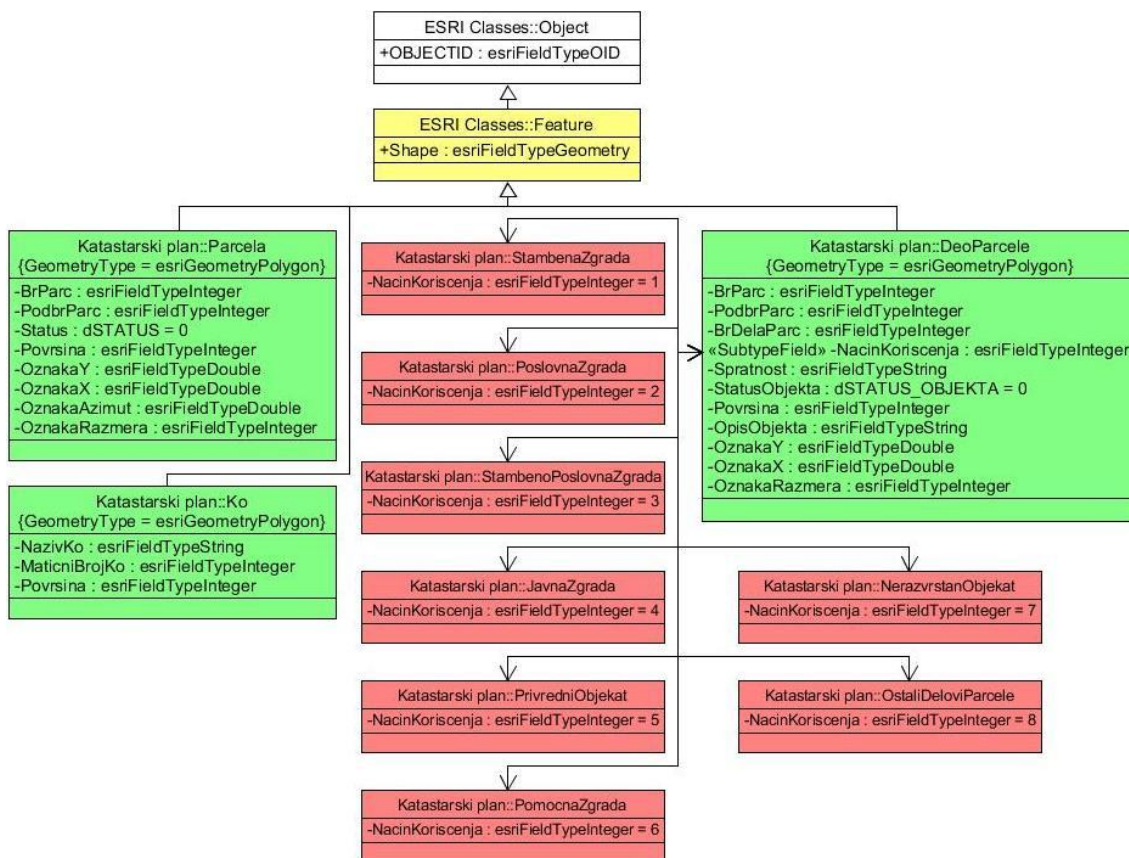 ESRI Classes::Object
+OBJECTID : esriFieldTypeOID
ESRI Classes::Feature
+Shape : esriFieldTypeGeometry
Katastarski plan::Parcela
{GeometryType = esriGeometryPolygon}
-BrParc : esriFieldTypeInteger
-PodbrParc : esriFieldTypeInteger
-Status : dSTATUS = 0
-Povrsina : esriFieldTypeInteger
-OznakaY : esriFieldTypeDouble
-OznakaX : esriFieldTypeDouble
-OznakaAzimut : esriFieldTypeDouble
-OznakaRazmera : esriFieldTypeInteger
Katastarski plan::Ko
{GeometryType = esriGeometryPolygon}
-NazivKo : esriFieldTypeString
-MaticniBrojKo : esriFieldTypeInteger
-Povrsina : esriFieldTypeInteger
Katastarski plan::StambenaZgrada
-NacinKoriscenja : esriFieldTypeInteger = 1
Katastarski plan::PoslovnaZgrada
-NacinKoriscenja : esriFieldTypeInteger = 2
Katastarski plan::StambenoPoslovnaZgrada
-NacinKoriscenja : esriFieldTypeInteger = 3
Katastarski plan::DeoParcele
{GeometryType = esriGeometryPolygon}
-BrParc : esriFieldTypeInteger
-PodbrParc : esriFieldTypeInteger
-BrDelaParc : esriFieldTypeInteger
«SubtypeField» -NacinKoriscenja : esriFieldTypeInteger
-Spratnost : esriFieldTypeString
-StatusObjekta : dSTATUS_OBJEKTA = 0
-Povrsina : esriFieldTypeInteger
-OpisObjekta : esriFieldTypeString
-OznakaY : esriFieldTypeDouble
-OznakaX : esriFieldTypeDouble
-OznakaRazmera : esriFieldTypeInteger
Katastarski plan::JavnaZgrada
-NacinKoriscenja : esriFieldTypeInteger = 4
Katastarski plan::NerazvrstanObjekat
-NacinKoriscenja : esriFieldTypeInteger = 7
Katastarski plan::PrivredniObjekat
-NacinKoriscenja : esriFieldTypeInteger = 5
Katastarski plan::OstaliDeloviParcele
-NacinKoriscenja : esriFieldTypeInteger = 8
Katastarski plan::PomocnaZgrada
-NacinKoriscenja : esriFieldTypeInteger = 6